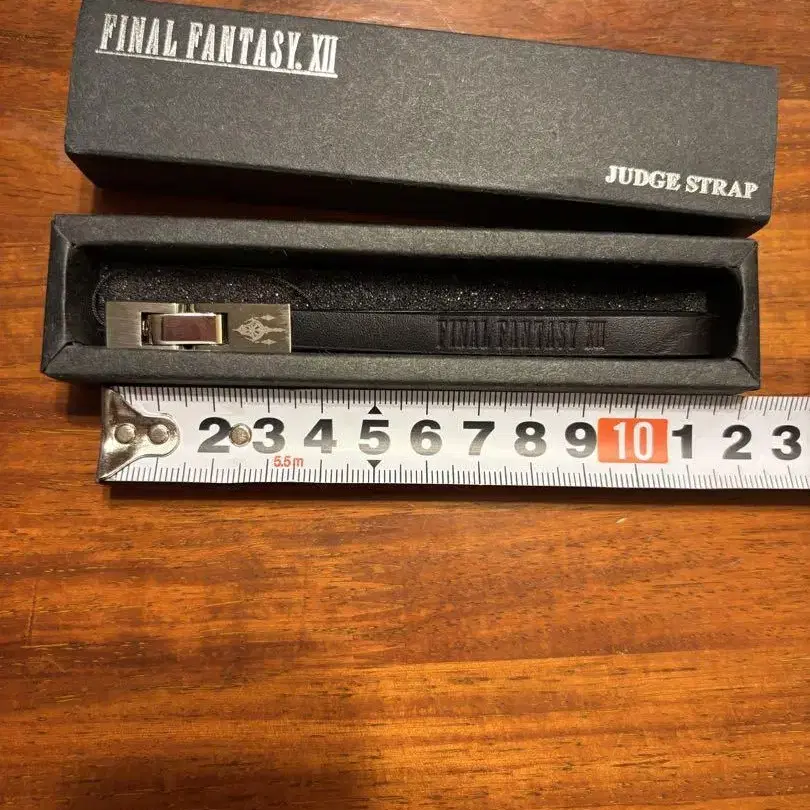 FINAL FANTASY. XII
JUDGE STRAP
FINAL FANTASY XII
2 3 4 5 6 7 8 9 10 1 2 3
5.5m